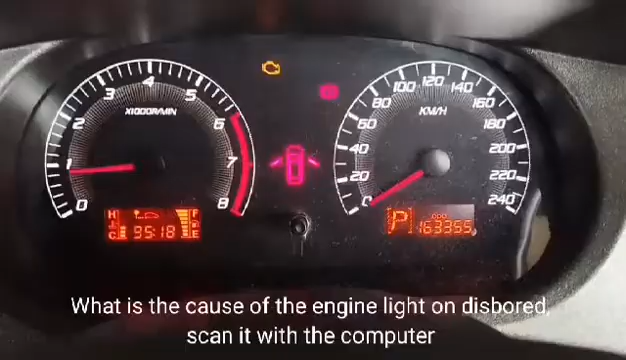 4
3
5
2
6
1
7
0
8
X1000R/MIN
H
C
F
E
95:18
120
100
140
80
160
60
180
40
200
20
220
0
240
KM/H
P
ODO
163355
What is the cause of the engine light on disbored,
scan it with the computer